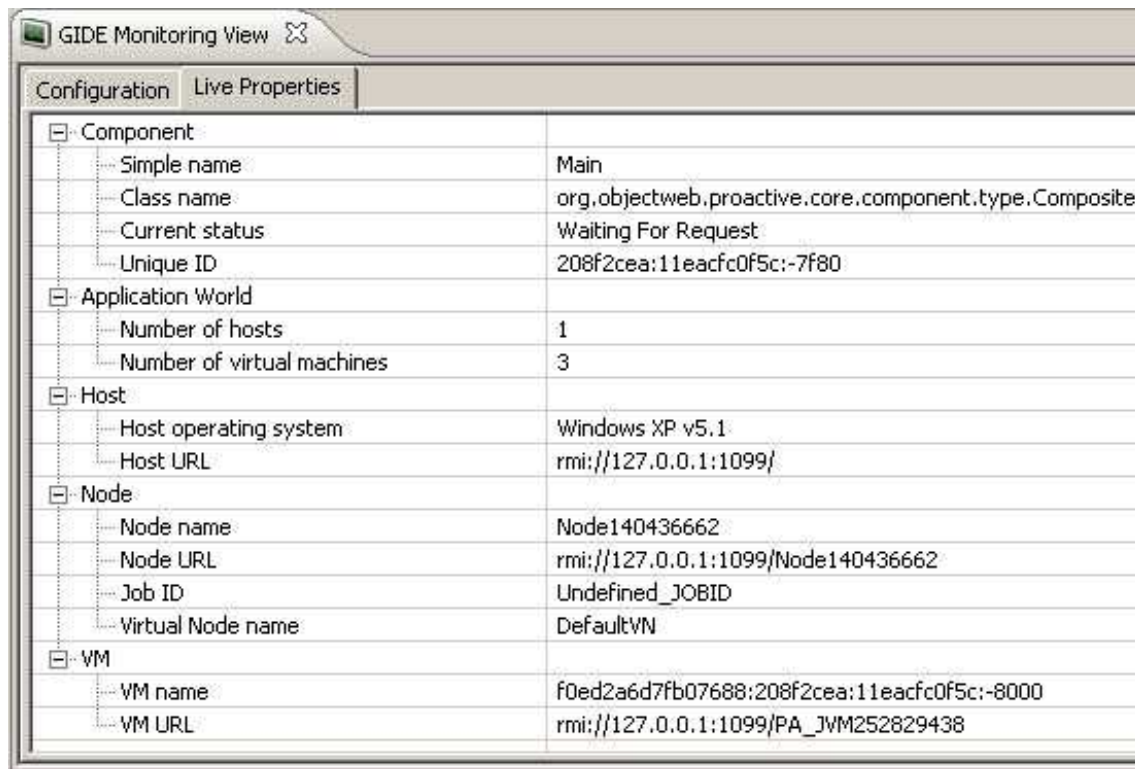 GIDE Monitoring View
Configuration Live Properties
Component
Simple name Main
Class name org.objectweb.proactive.core.component.type.Composite
Current status Waiting For Request
Unique ID 208f2cea:11eacfc0f5c:-7f80
Application World
Number of hosts 1
Number of virtual machines 3
Host
Host operating system Windows XP v5.1
Host URL rmi://127.0.0.1:1099/
Node
Node name Node140436662
Node URL rmi://127.0.0.1:1099/Node140436662
Job ID Undefined_JOBID
Virtual Node name DefaultVN
VM
VM name f0ed2a6d7fb07688:208f2cea:11eacfc0f5c:-8000
VM URL rmi://127.0.0.1:1099/PA_JVM252829438